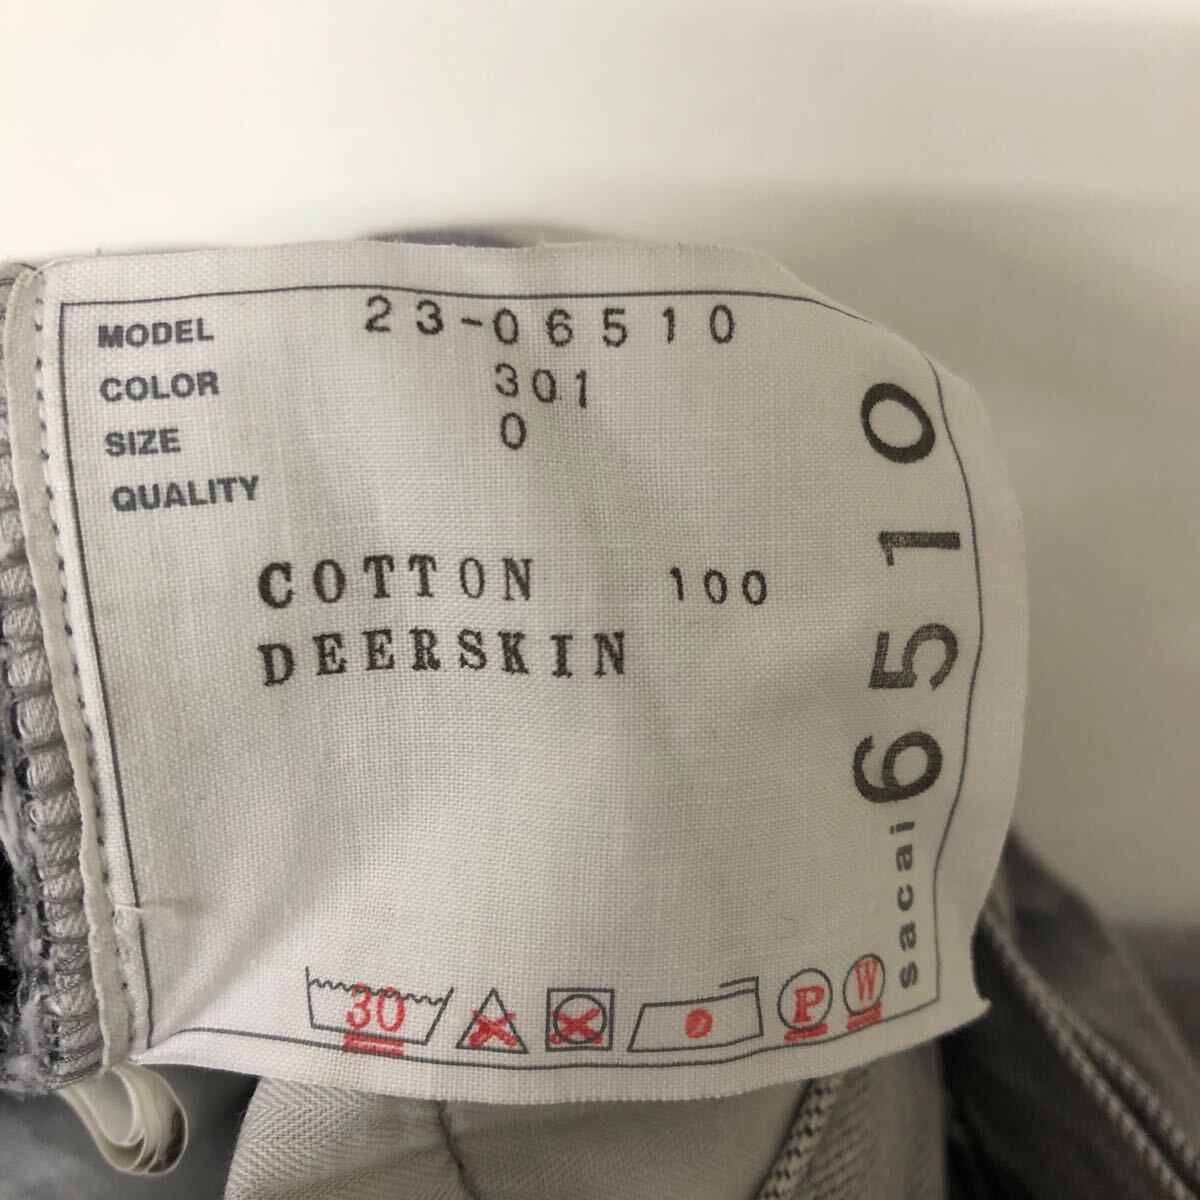 MODEL 23-06510
COLOR 301
SIZE 0
QUALITY
COTTON 100
DEERSKIN
sacai 6510
30
P
W